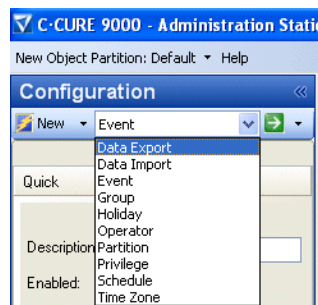 C•CURE 9000 - Administration Stati
New Object Partition: Default Help
Configuration
New Event
Data Export
Data Import
Quick Event
Group
Holiday
Operator
Description Partition
Privilege
Enabled: Schedule
Time Zone